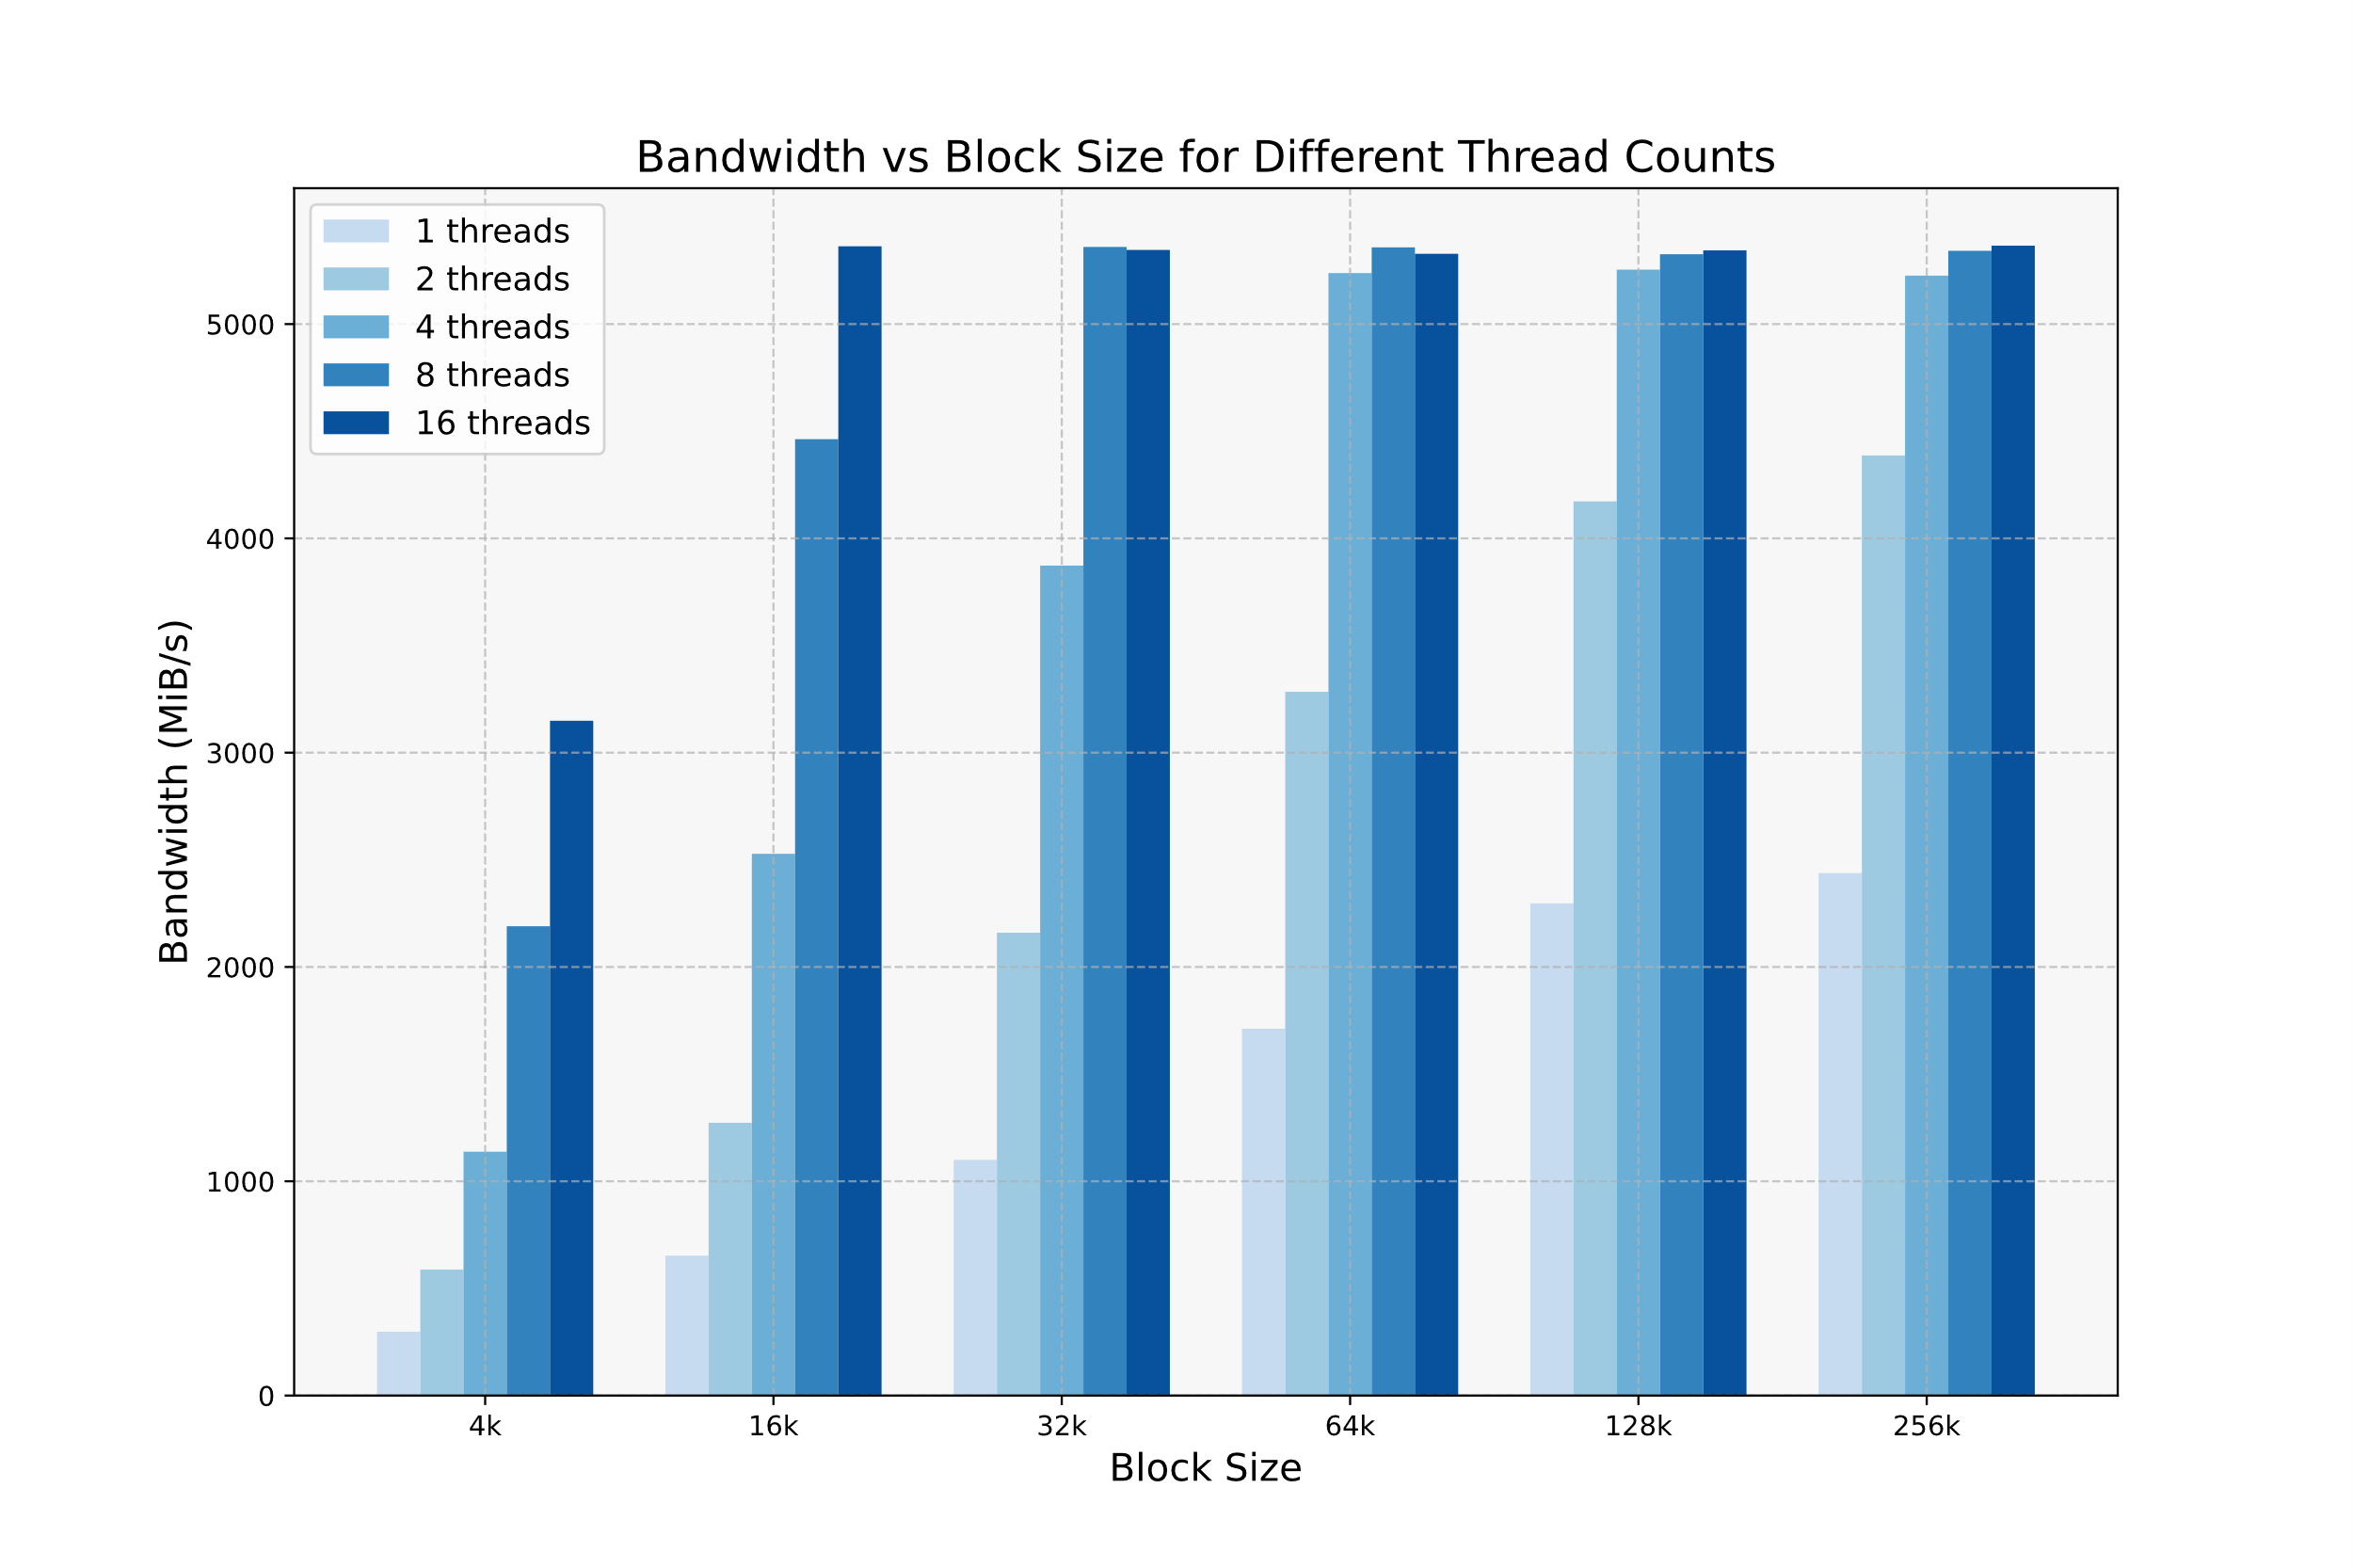 Bandwidth vs Block Size for Different Thread Counts
1 threads
2 threads
4 threads
8 threads
16 threads
5000
4000
3000
2000
1000
0
Bandwidth (MiB/s)
4k 16k 32k 64k 128k 256k
Block Size